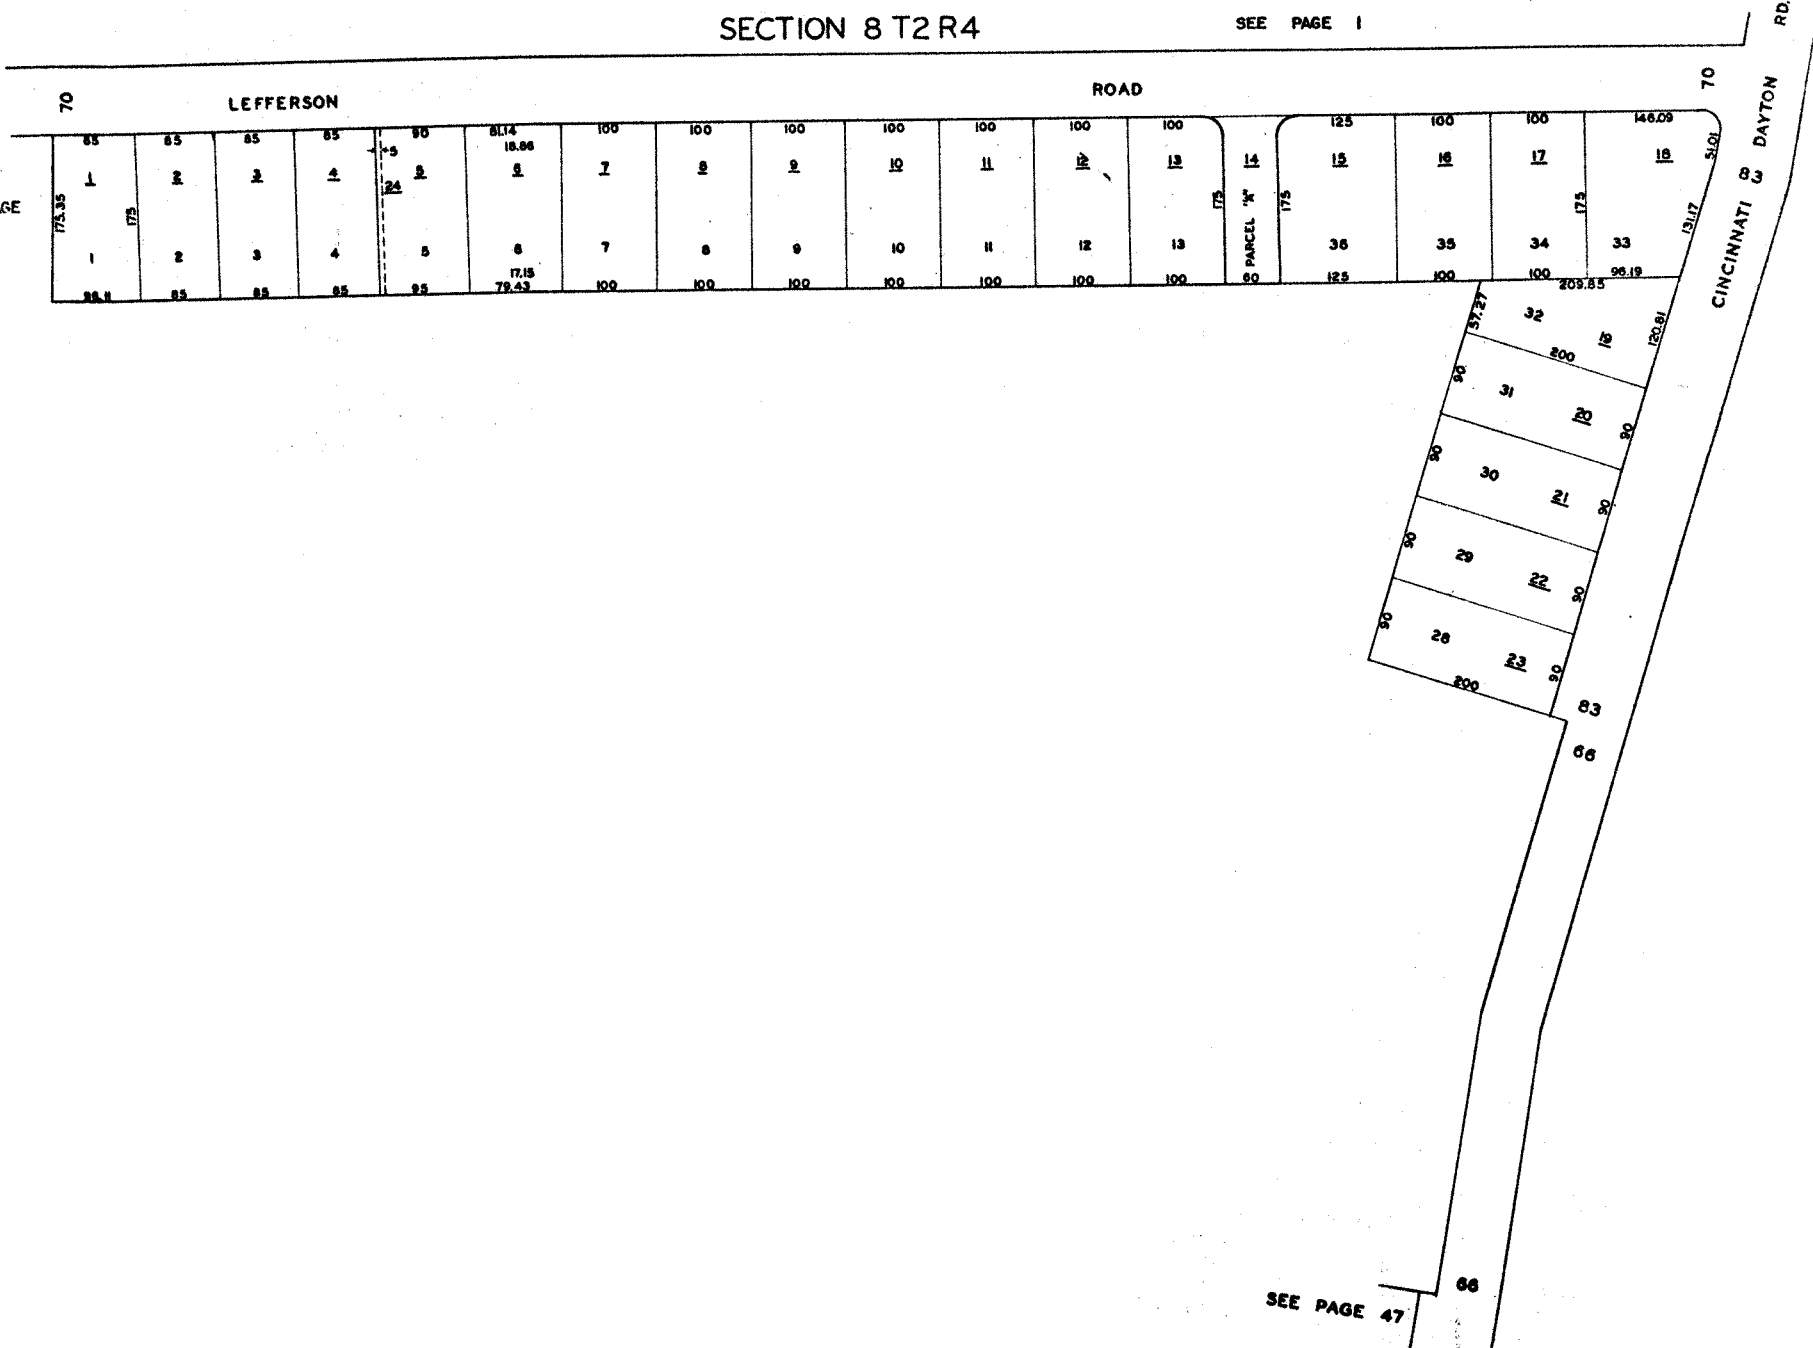 SECTION 8 T2 R4
SEE PAGE 1
RD.
70 LEFFERSON ROAD 70
CINCINNATI 83 DAYTON
85 85 85 85 90 81.14 100 100 100 100 100 100 100 125 100 100 146.09
5 18.86
1 2 3 4 5 6 7 8 9 10 11 12 13 14 15 16 17 18
51.01
24
GE
175.35 175 175 PARCEL "A" 175 175 131.17
1 2 3 4 5 6 7 8 9 10 11 12 13 36 35 34 33
17.15
85 85 85 95 79.43 100 100 100 100 100 100 100 60 125 100 100 96.19
209.85
57.27 32 19 120.81
200
90 31 20 90
90 30 21 90
90 29 22 90
90 28 23 90
200
83
66
66
SEE PAGE 47